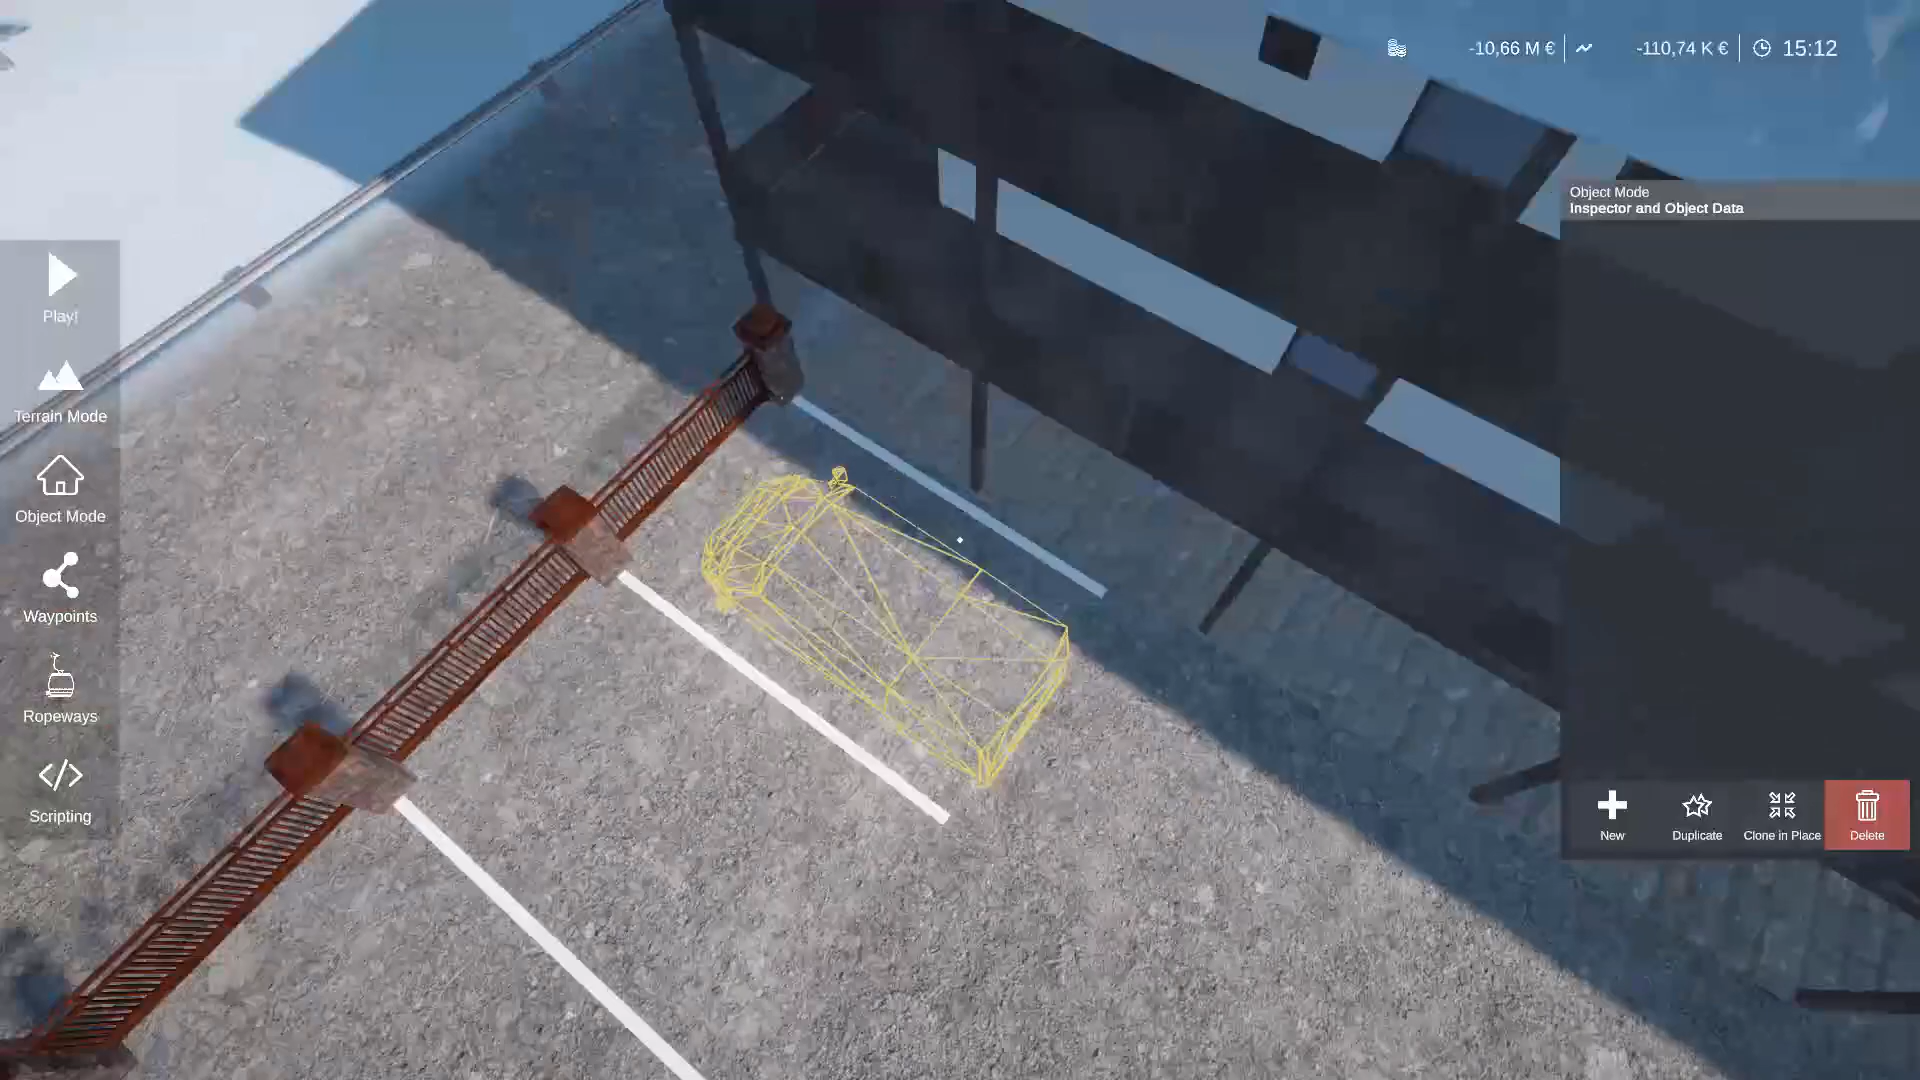 -10,66 M €
-110,74 K €
15:12
Object Mode
Inspector and Object Data
Play!
Terrain Mode
Object Mode
Waypoints
Ropeways
Scripting
New
Duplicate
Clone in Place
Delete